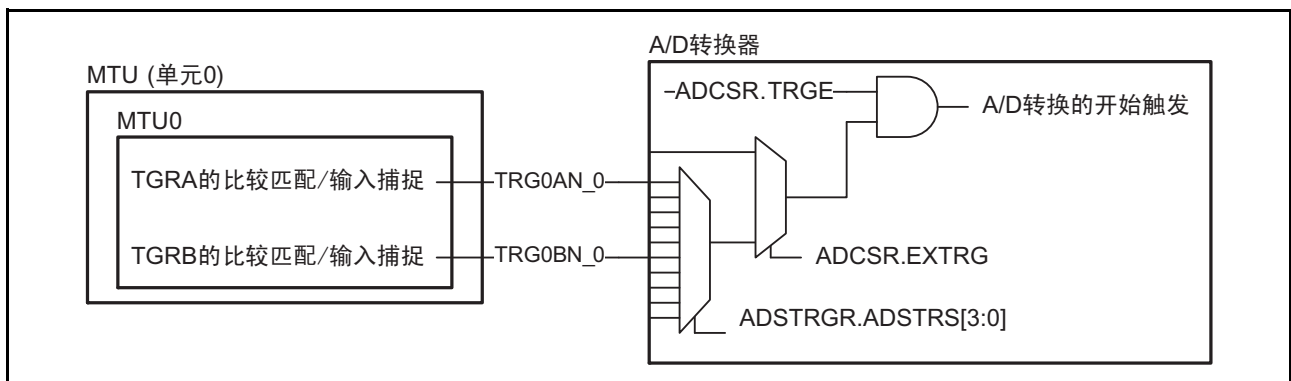 A/D转换器
MTU (单元0)
–ADCSR.TRGE
A/D转换的开始触发
MTU0
TGRA的比较匹配/输入捕捉
TRG0AN_0
TGRB的比较匹配/输入捕捉
TRG0BN_0
ADCSR.EXTRG
ADSTRGR.ADSTRS[3:0]